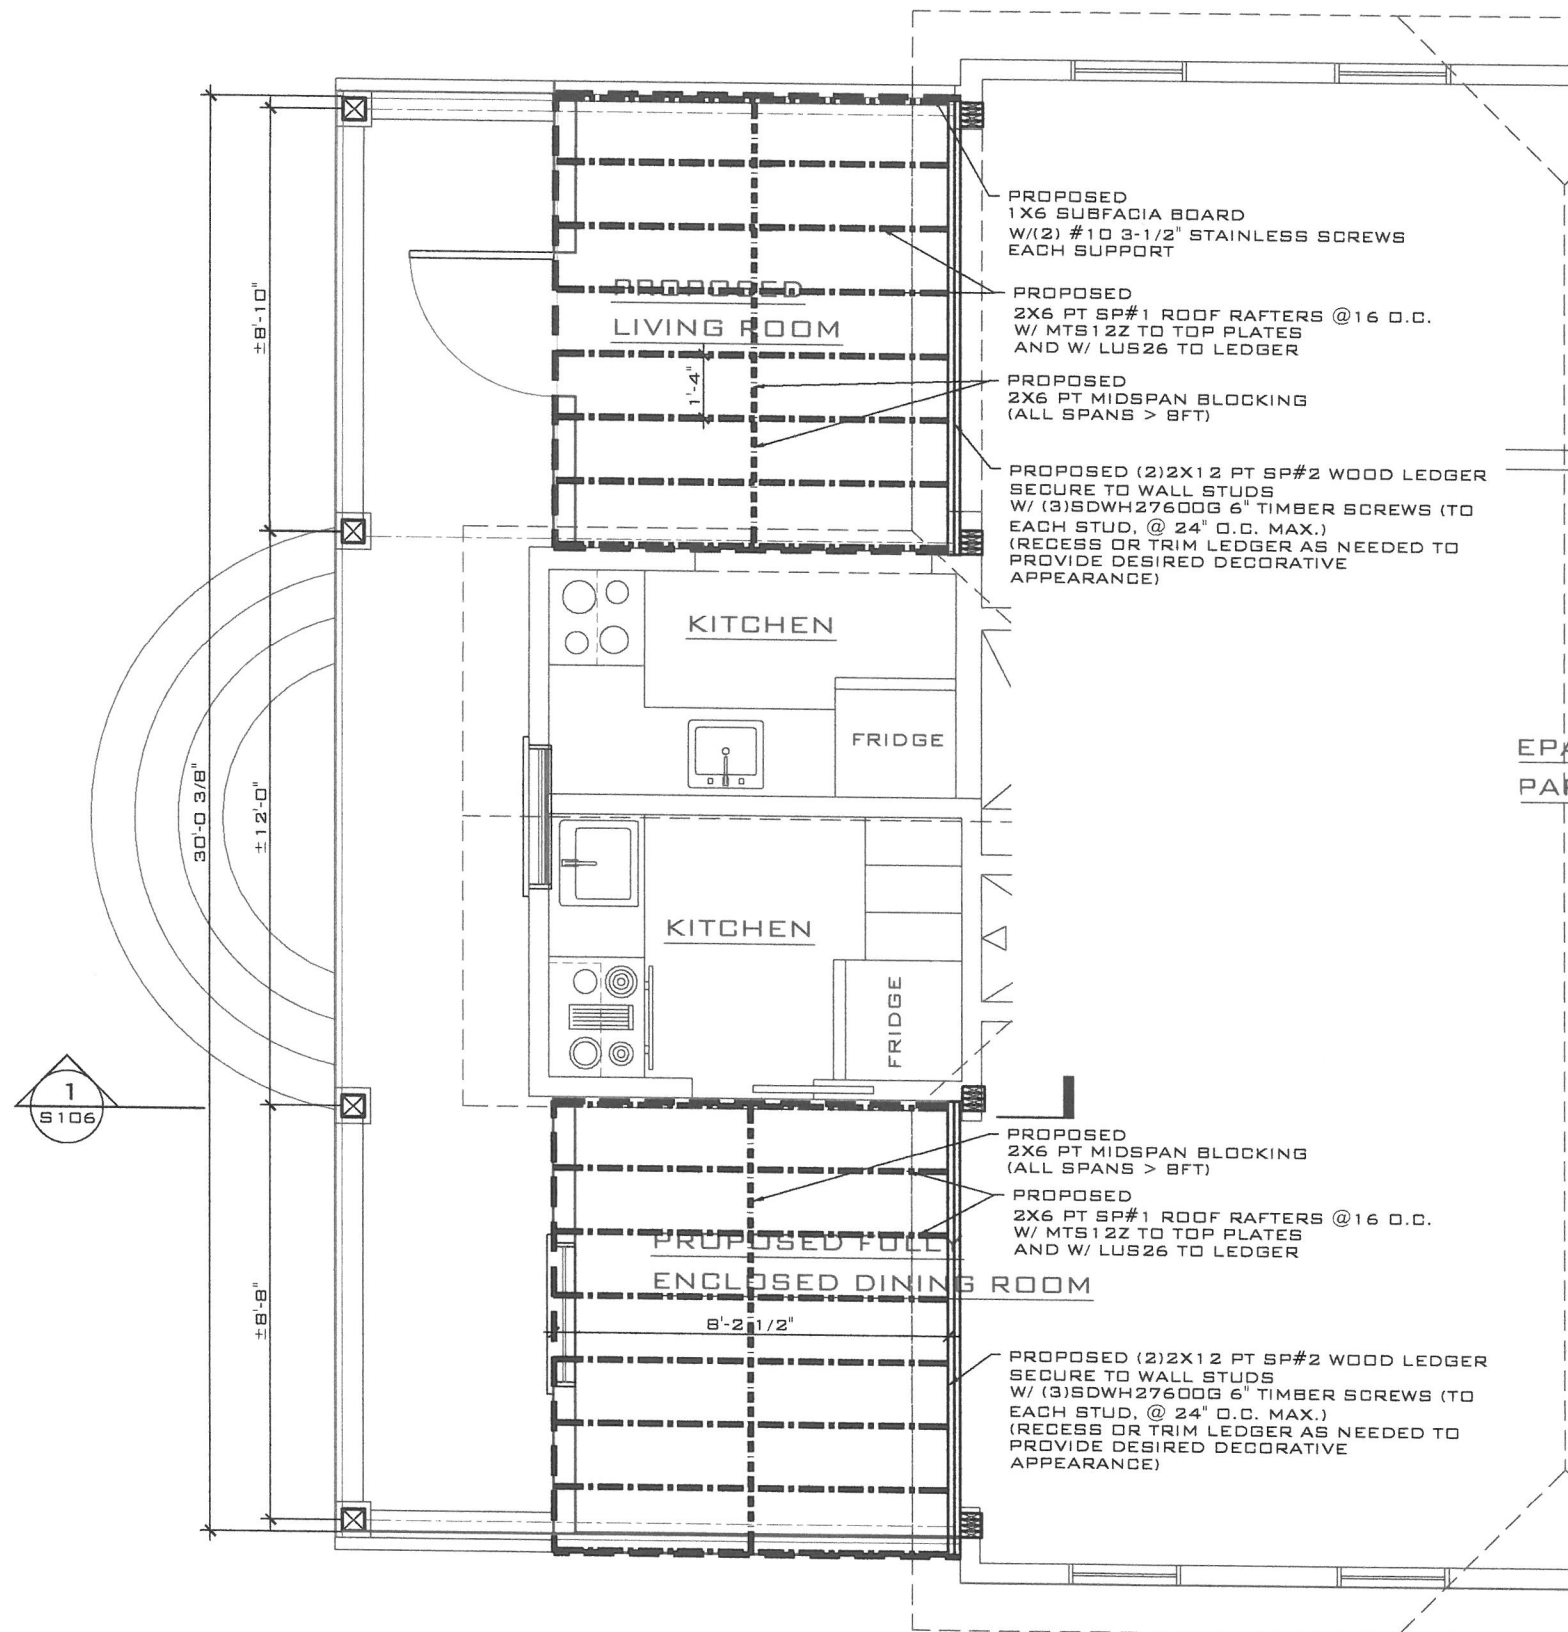 PROPOSED
1X6 SUBFACIA BOARD
W/(2) #10 3-1/2" STAINLESS SCREWS
EACH SUPPORT
PROPOSED
2X6 PT SP#1 ROOF RAFTERS @16 O.C.
W/ MTS12Z TO TOP PLATES
AND W/ LUS26 TO LEDGER
PROPOSED
2X6 PT MIDSPAN BLOCKING
(ALL SPANS > 8FT)
PROPOSED (2)2X12 PT SP#2 WOOD LEDGER
SECURE TO WALL STUDS
W/ (3)SDWH27600G 6" TIMBER SCREWS (TO
EACH STUD, @ 24" O.C. MAX.)
(RECESS OR TRIM LEDGER AS NEEDED TO
PROVIDE DESIRED DECORATIVE
APPEARANCE)
PROPOSED
LIVING ROOM
1'-4"
±8'-10"
KITCHEN
FRIDGE
EPA
PAR
30'-0 3/8"
±12'-0"
KITCHEN
FRIDGE
1
S106
PROPOSED
2X6 PT MIDSPAN BLOCKING
(ALL SPANS > 8FT)
PROPOSED
2X6 PT SP#1 ROOF RAFTERS @16 O.C.
W/ MTS12Z TO TOP PLATES
AND W/ LUS26 TO LEDGER
PROPOSED FULLY
ENCLOSED DINING ROOM
8'-2 1/2"
±8'-8"
PROPOSED (2)2X12 PT SP#2 WOOD LEDGER
SECURE TO WALL STUDS
W/ (3)SDWH27600G 6" TIMBER SCREWS (TO
EACH STUD, @ 24" O.C. MAX.)
(RECESS OR TRIM LEDGER AS NEEDED TO
PROVIDE DESIRED DECORATIVE
APPEARANCE)